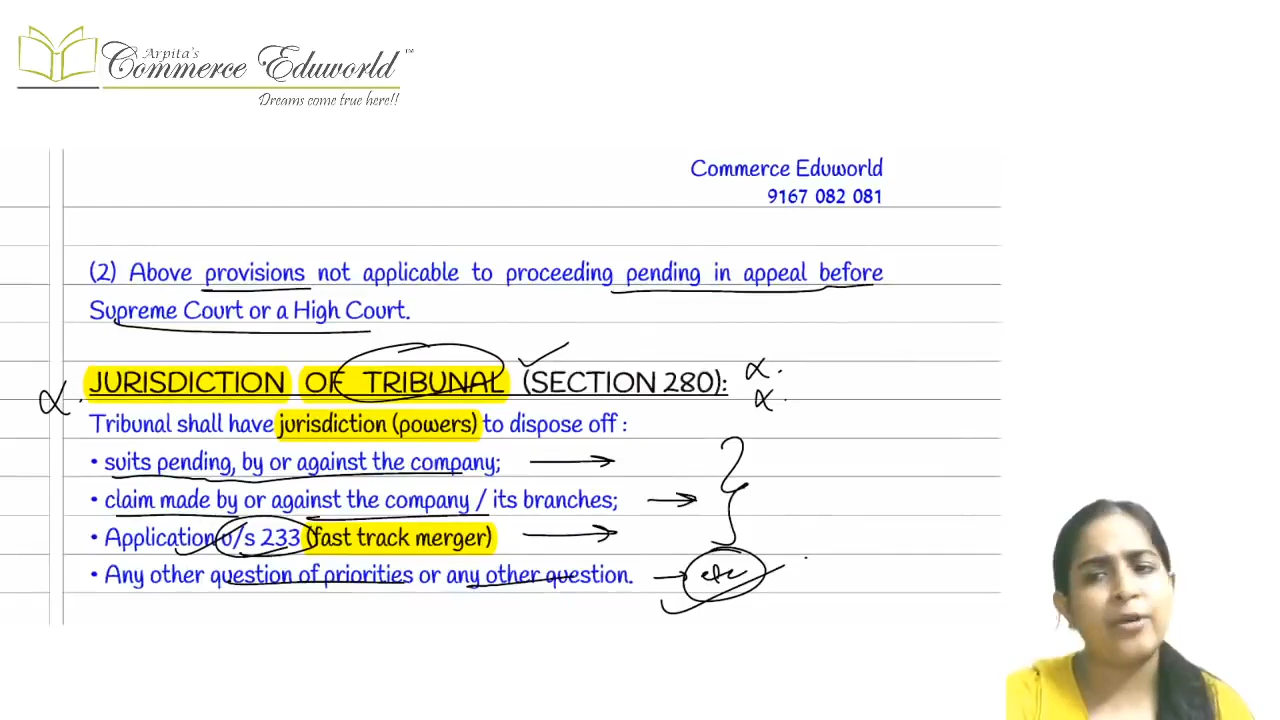 Arpita's
Commerce Eduworld™
Dreams come true here!!
Commerce Eduworld
9167 082 081
(2) Above provisions not applicable to proceeding pending in appeal before
Supreme Court or a High Court.
JURISDICTION OF TRIBUNAL (SECTION 280):
Tribunal shall have jurisdiction (powers) to dispose off :
• suits pending, by or against the company;
• claim made by or against the company / its branches;
• Application u/s 233 (fast track merger)
• Any other question of priorities or any other question.
etc